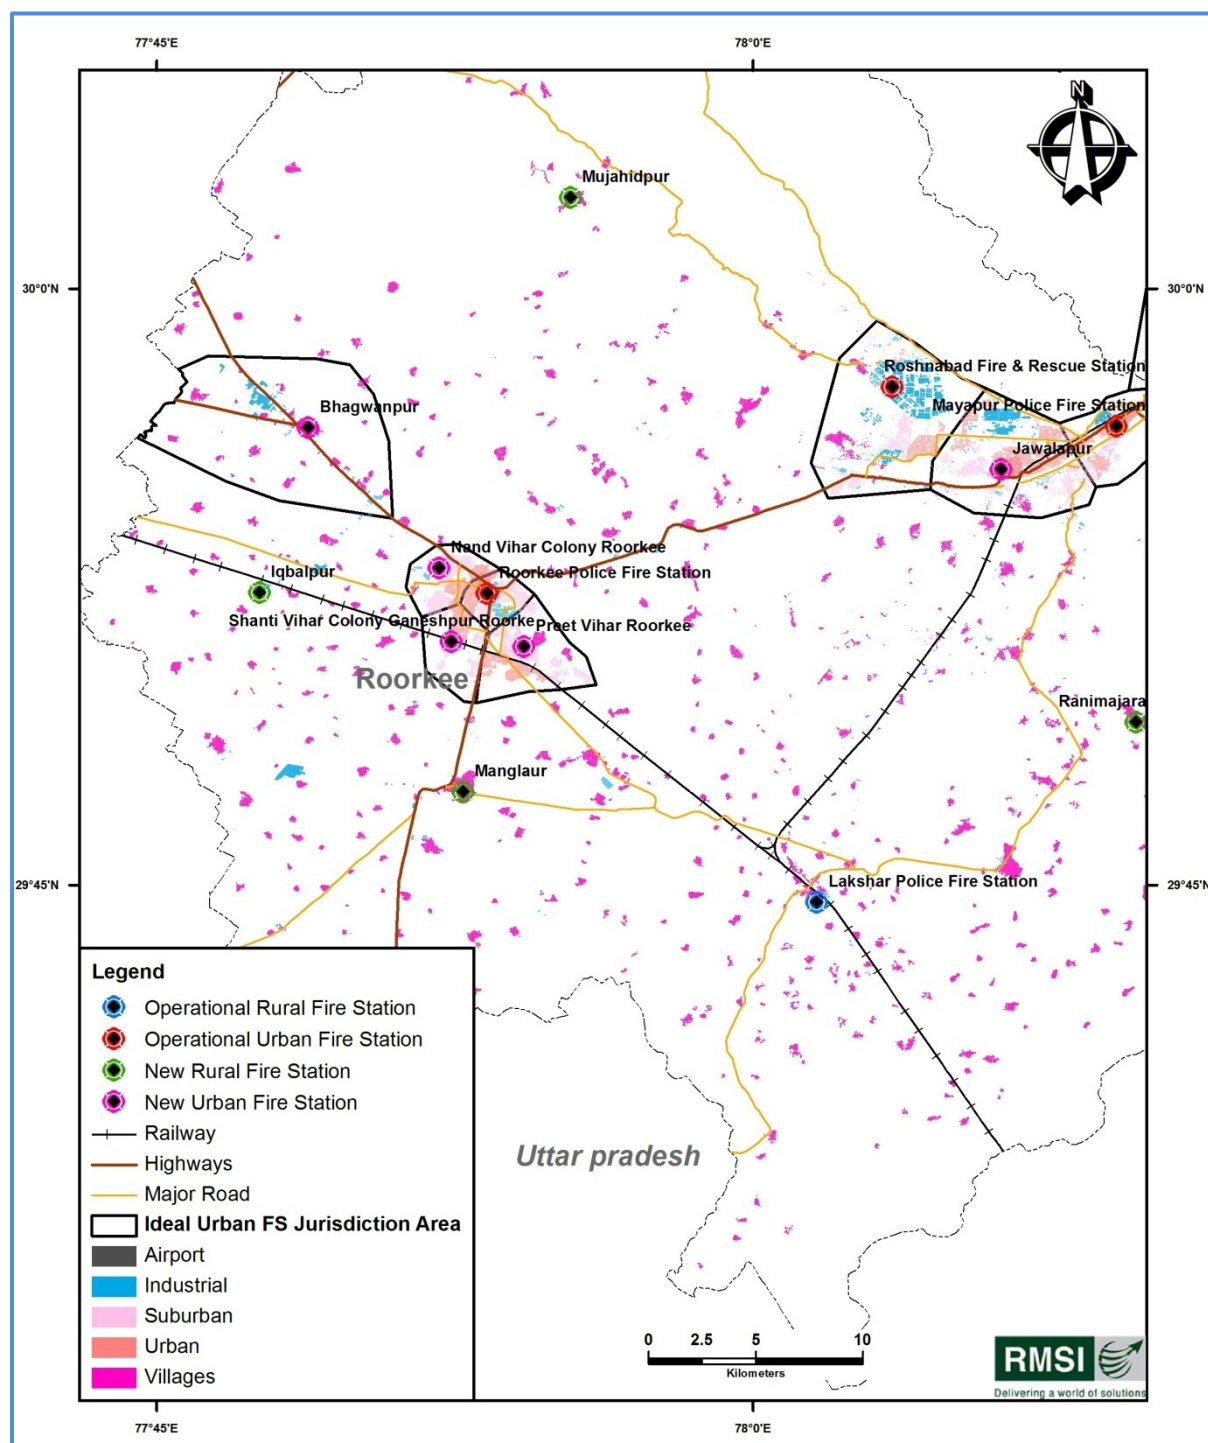 77°45'E
78°0'E
N
Mujahidpur
30°0'N
30°0'N
Roshnabad Fire & Rescue Station
Bhagwanpur
Mayapur Police Fire Station
Jawalapur
Nand Vihar Colony Roorkee
Iqbalpur
Roorkee Police Fire Station
Shanti Vihar Colony Ganeshpur Roorke
Preet Vihar Roorkee
Roorkee
Ranimajara
Manglaur
29°45'N
29°45'N
Lakshar Police Fire Station
Legend
Operational Rural Fire Station
Operational Urban Fire Station
New Rural Fire Station
New Urban Fire Station
Railway
Highways
Major Road
Ideal Urban FS Jurisdiction Area
Airport
Industrial
Suburban
Urban
Villages
Uttar pradesh
0 2.5 5 10
Kilometers
RMSI
Delivering a world of solutions
77°45'E
78°0'E